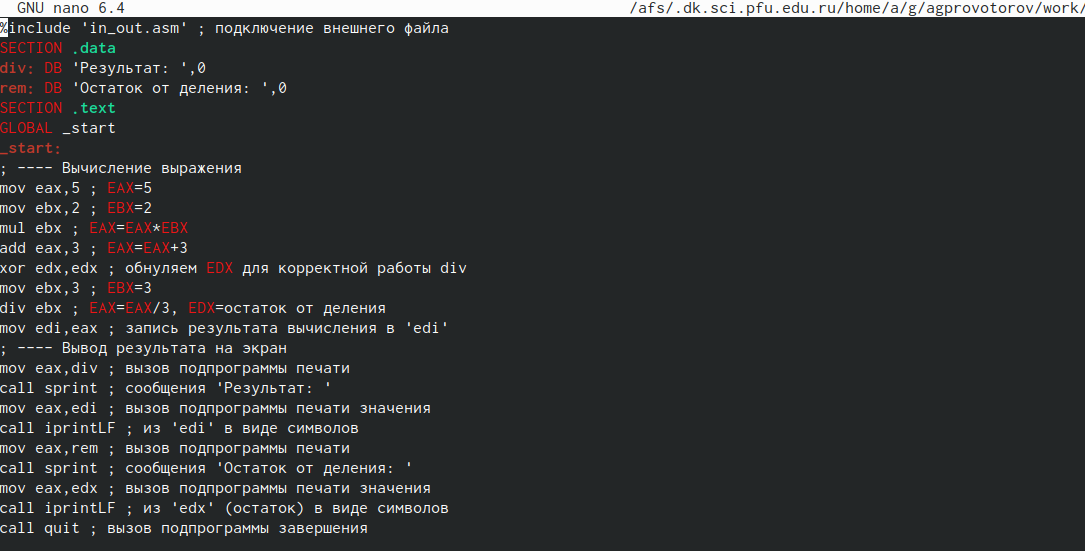 GNU nano 6.4 /afs/.dk.sci.pfu.edu.ru/home/a/g/agprovotorov/work/
%include 'in_out.asm' ; подключение внешнего файла
SECTION .data
div: DB 'Результат: ',0
rem: DB 'Остаток от деления: ',0
SECTION .text
GLOBAL _start
_start:
; ---- Вычисление выражения
mov eax,5 ; EAX=5
mov ebx,2 ; EBX=2
mul ebx ; EAX=EAX*EBX
add eax,3 ; EAX=EAX+3
xor edx,edx ; обнуляем EDX для корректной работы div
mov ebx,3 ; EBX=3
div ebx ; EAX=EAX/3, EDX=остаток от деления
mov edi,eax ; запись результата вычисления в 'edi'
; ---- Вывод результата на экран
mov eax,div ; вызов подпрограммы печати
call sprint ; сообщения 'Результат: '
mov eax,edi ; вызов подпрограммы печати значения
call iprintLF ; из 'edi' в виде символов
mov eax,rem ; вызов подпрограммы печати
call sprint ; сообщения 'Остаток от деления: '
mov eax,edx ; вызов подпрограммы печати значения
call iprintLF ; из 'edx' (остаток) в виде символов
call quit ; вызов подпрограммы завершения